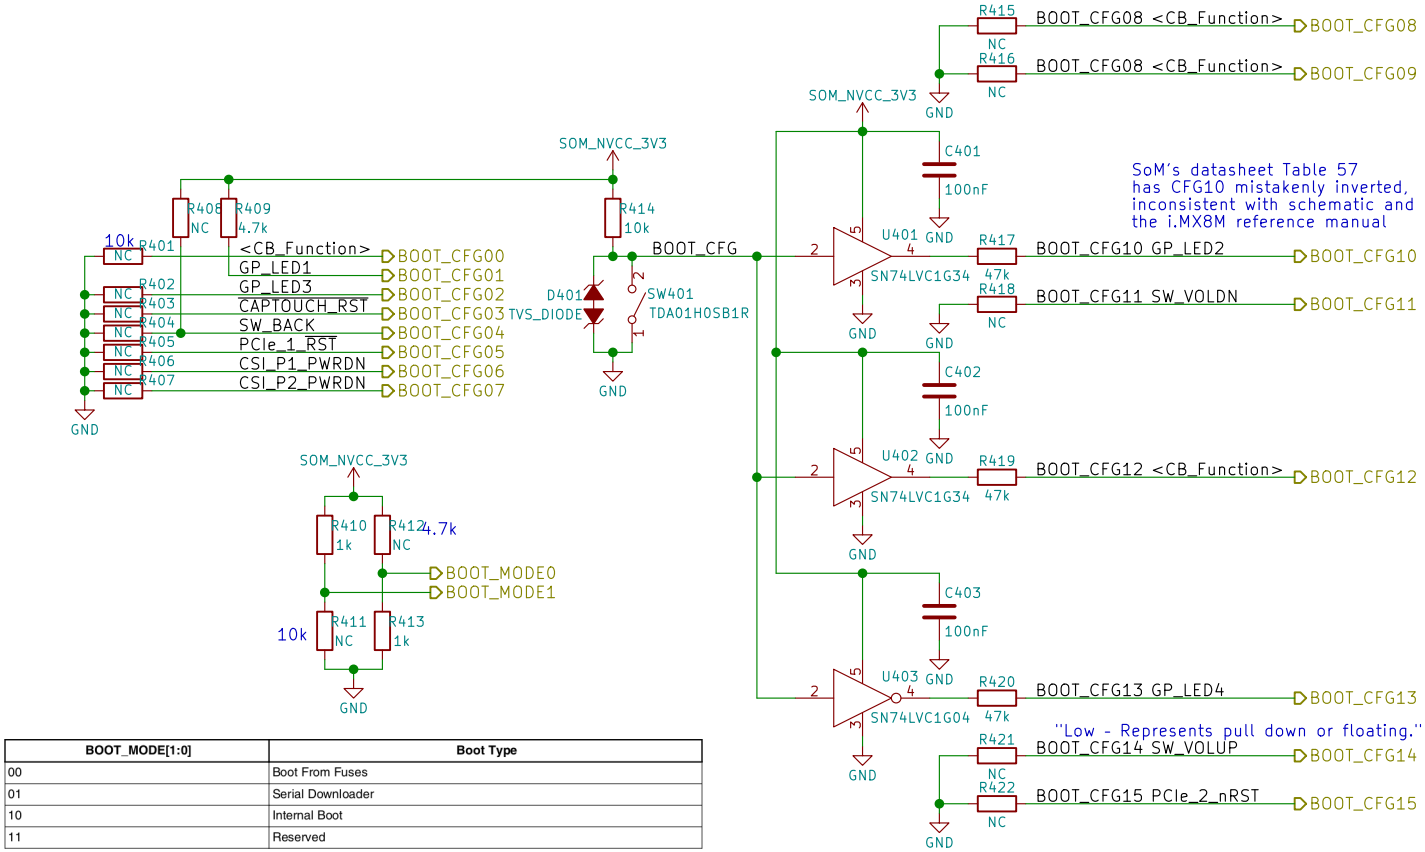 R415
BOOT_CFG08 <CB_Function>
BOOT_CFG08
NC
R416
BOOT_CFG08 <CB_Function>
BOOT_CFG09
NC
GND
SOM_NVCC_3V3
C401
100nF
GND
SoM's datasheet Table 57
has CFG10 mistakenly inverted,
inconsistent with schematic and
the i.MX8M reference manual
SOM_NVCC_3V3
R408
NC
R409
4.7k
R414
10k
10k
R401
NC
<CB_Function>
BOOT_CFG00
GP_LED1
BOOT_CFG01
R402
NC
GP_LED3
BOOT_CFG02
R403
NC
CAPTOUCH_RST
BOOT_CFG03
R404
NC
SW_BACK
BOOT_CFG04
R405
NC
PCIe_1_RST
BOOT_CFG05
R406
NC
CSI_P1_PWRDN
BOOT_CFG06
R407
NC
CSI_P2_PWRDN
BOOT_CFG07
GND
BOOT_CFG
D401
TVS_DIODE
2
SW401
TDA01H0SB1R
1
GND
2
5
U401
4
SN74LVC1G34
3
GND
R417
47k
BOOT_CFG10 GP_LED2
BOOT_CFG10
R418
NC
BOOT_CFG11 SW_VOLDN
BOOT_CFG11
GND
C402
100nF
GND
2
5
U402
4
SN74LVC1G34
3
GND
R419
47k
BOOT_CFG12 <CB_Function>
BOOT_CFG12
SOM_NVCC_3V3
R410
1k
R412
NC
4.7k
BOOT_MODE0
BOOT_MODE1
10k
R411
NC
R413
1k
GND
C403
100nF
GND
2
5
U403
4
SN74LVC1G04
3
GND
R420
47k
BOOT_CFG13 GP_LED4
BOOT_CFG13
"Low - Represents pull down or floating."
R421
NC
BOOT_CFG14 SW_VOLUP
BOOT_CFG14
R422
NC
BOOT_CFG15 PCIe_2_nRST
BOOT_CFG15
GND
BOOT_MODE[1:0] Boot Type
00 Boot From Fuses
01 Serial Downloader
10 Internal Boot
11 Reserved